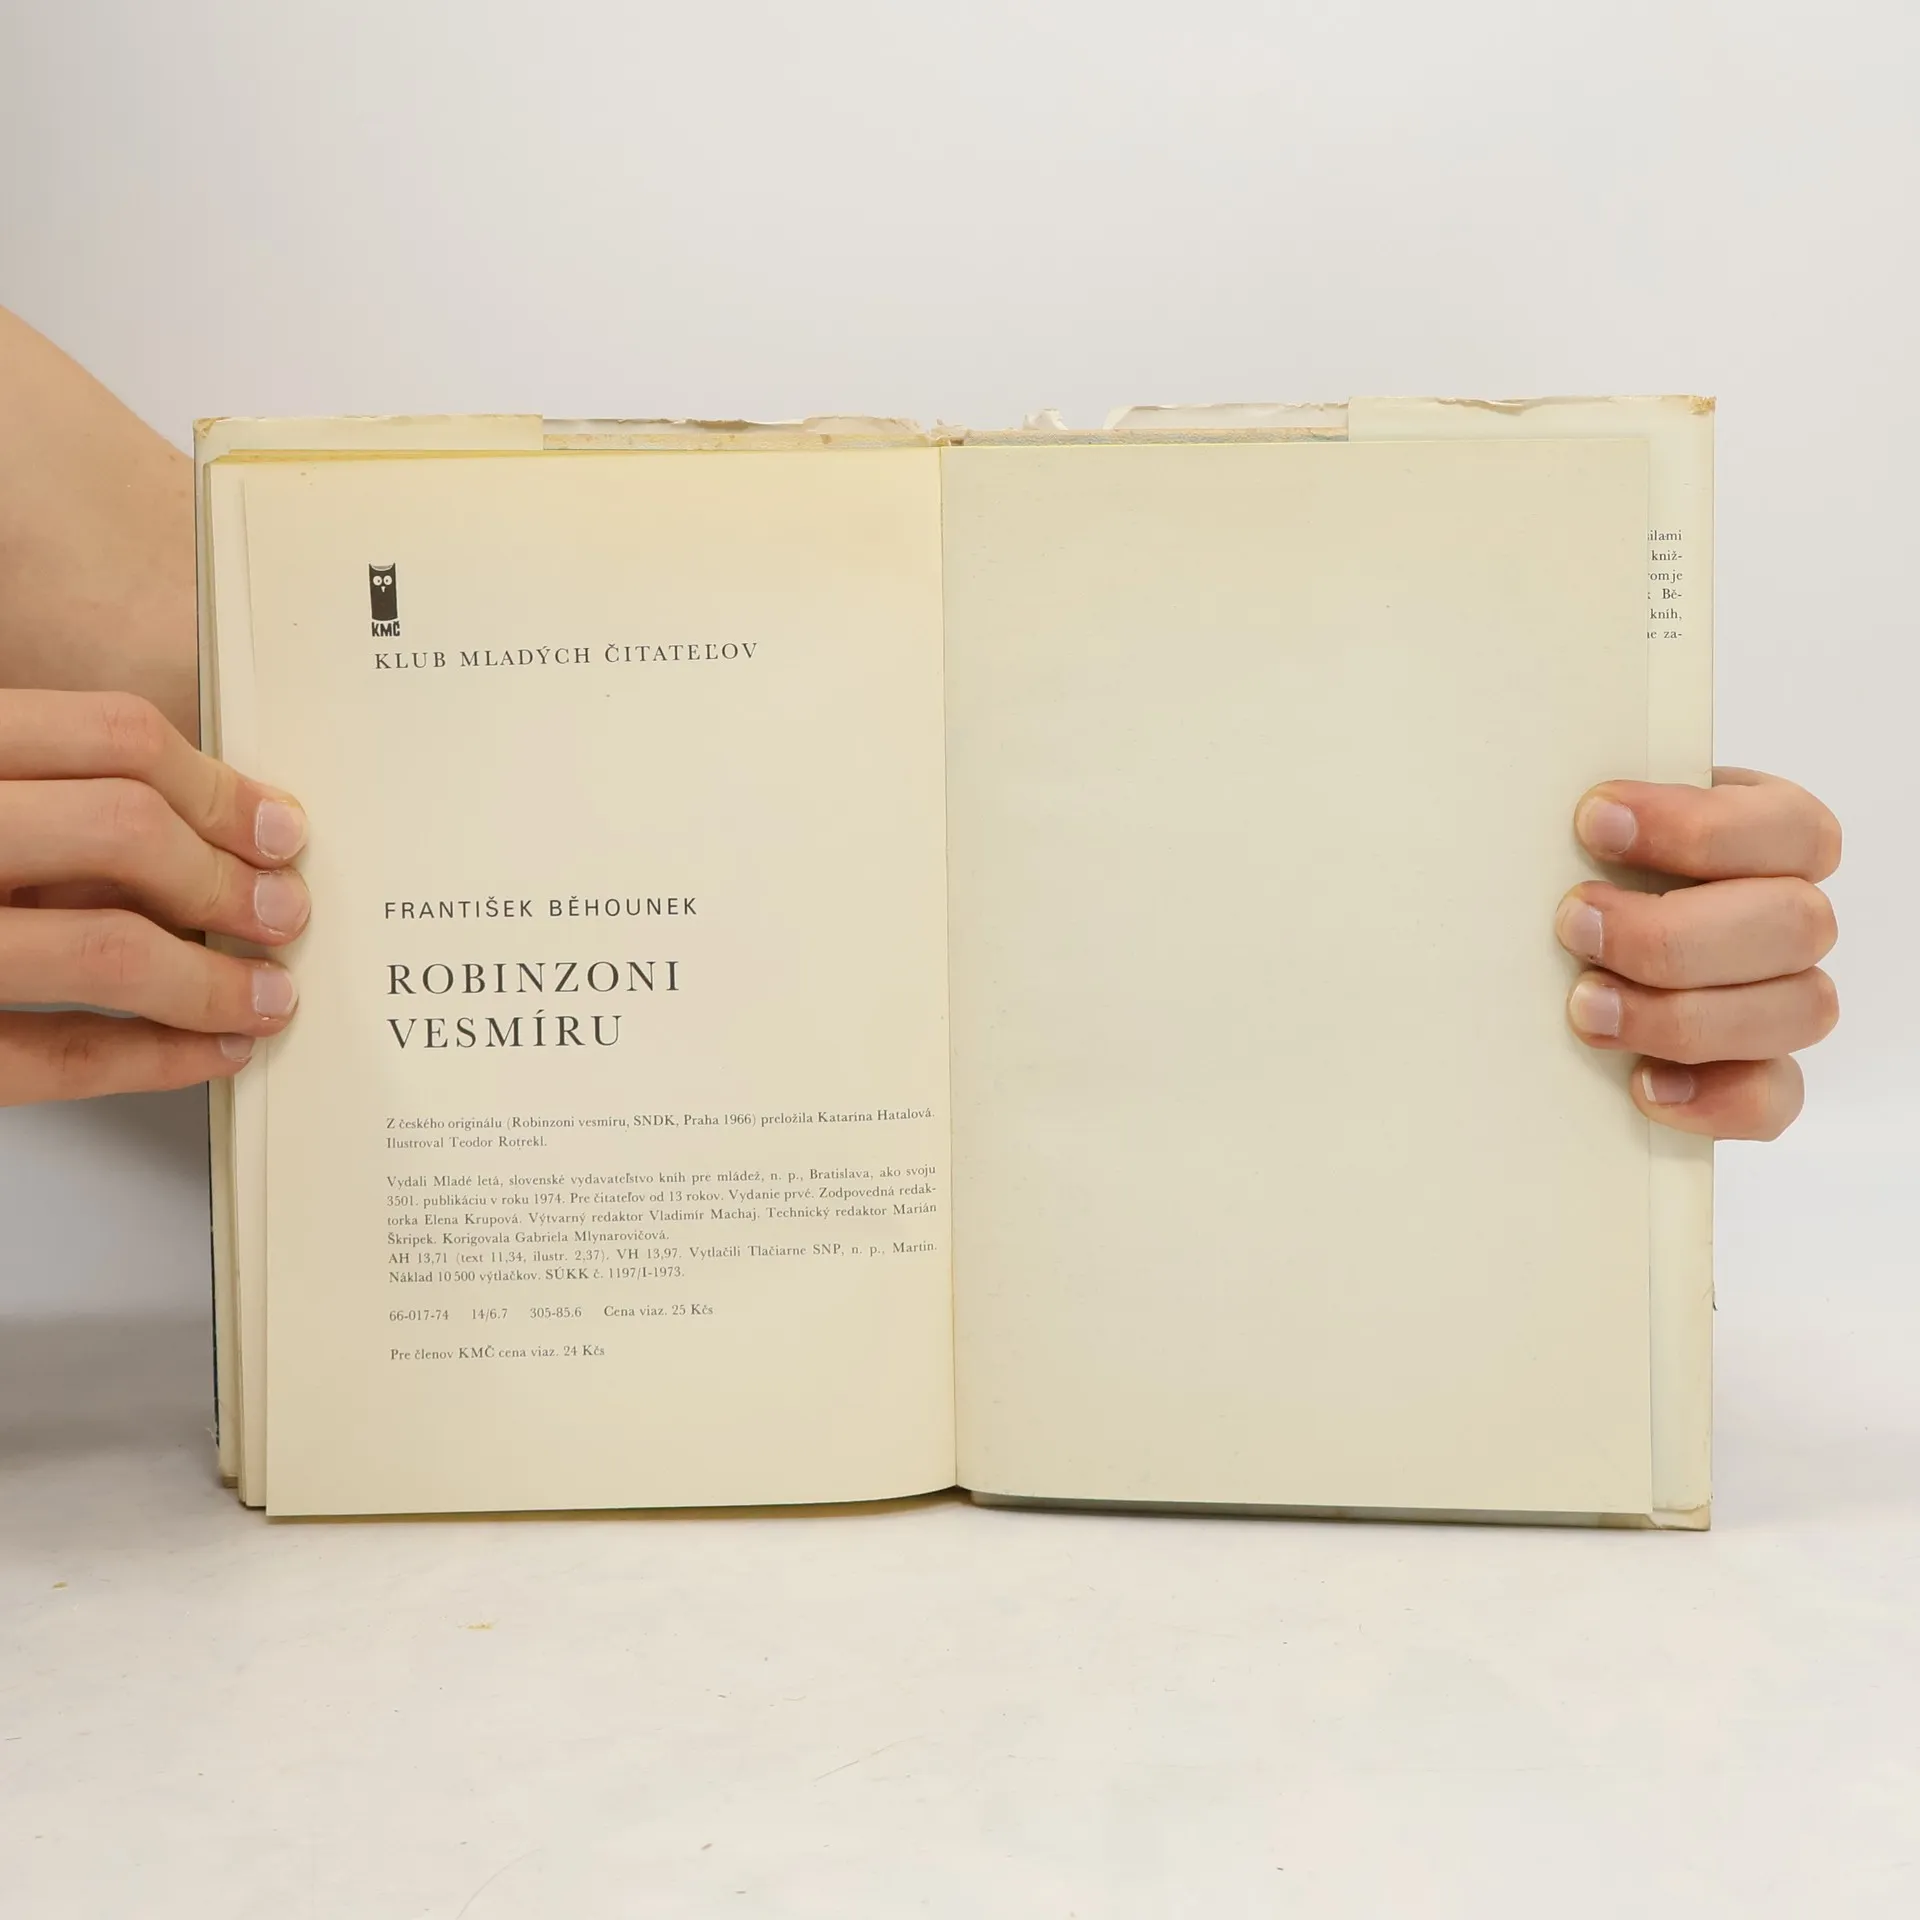 KMČ
KLUB MLADÝCH ČITATEĽOV
FRANTIŠEK BĚHOUNEK
ROBINZONI
VESMÍRU
Z českého originálu (Robinzoni vesmíru, SNDK, Praha 1966) preložila Katarina Hatalová.
Ilustroval Teodor Rotrekl.
Vydali Mladé letá, slovenské vydavateľstvo kníh pre mládež, n. p., Bratislava, ako svoju
3501. publikáciu v roku 1974. Pre čitateľov od 13 rokov. Vydanie prvé. Zodpovedná redak-
torka Elena Krupová. Výtvarný redaktor Vladimír Machaj. Technický redaktor Marián
Škripek. Korigovala Gabriela Mlynarovičová.
AH 13,71 (text 11,34, ilustr. 2,37). VH 13,97. Vytlačili Tlačiarne SNP, n. p., Martin.
Náklad 10 500 výtlačkov. SÚKK č. 1197/I-1973.
66-017-74 14/6.7 305-85.6 Cena viaz. 25 Kčs
Pre členov KMČ cena viaz. 24 Kčs
kniž-
Bě-
kníh,
za-